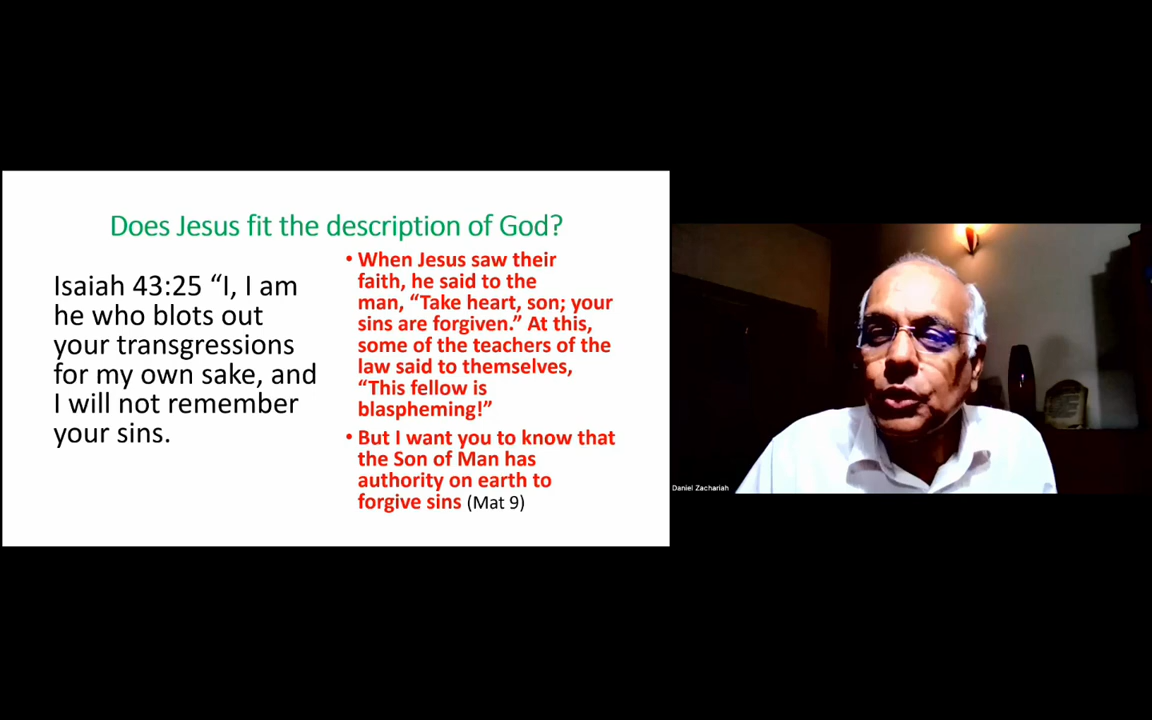 Does Jesus fit the description of God?
Isaiah 43:25 “I, I am
he who blots out
your transgressions
for my own sake, and
I will not remember
your sins.
• When Jesus saw their
faith, he said to the
man, “Take heart, son; your
sins are forgiven.” At this,
some of the teachers of the
law said to themselves,
“This fellow is
blaspheming!”
• But I want you to know that
the Son of Man has
authority on earth to
forgive sins (Mat 9)
Daniel Zachariah